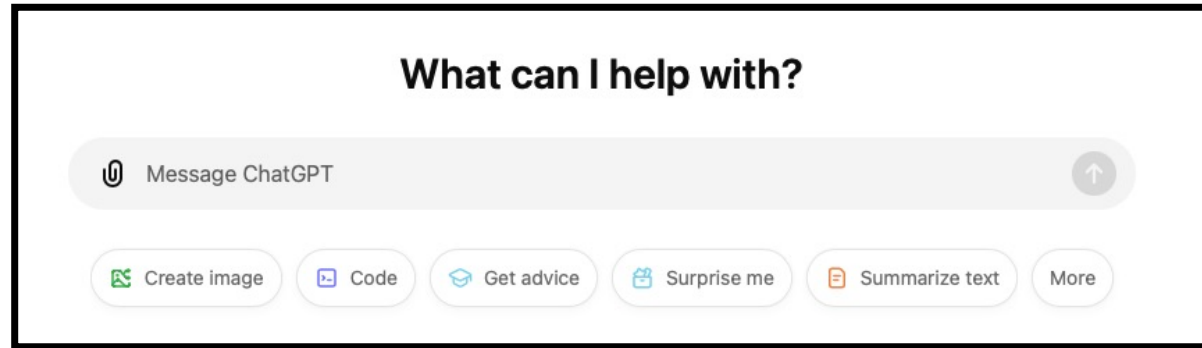 What can I help with?
Message ChatGPT
Create image Code Get advice Surprise me Summarize text More